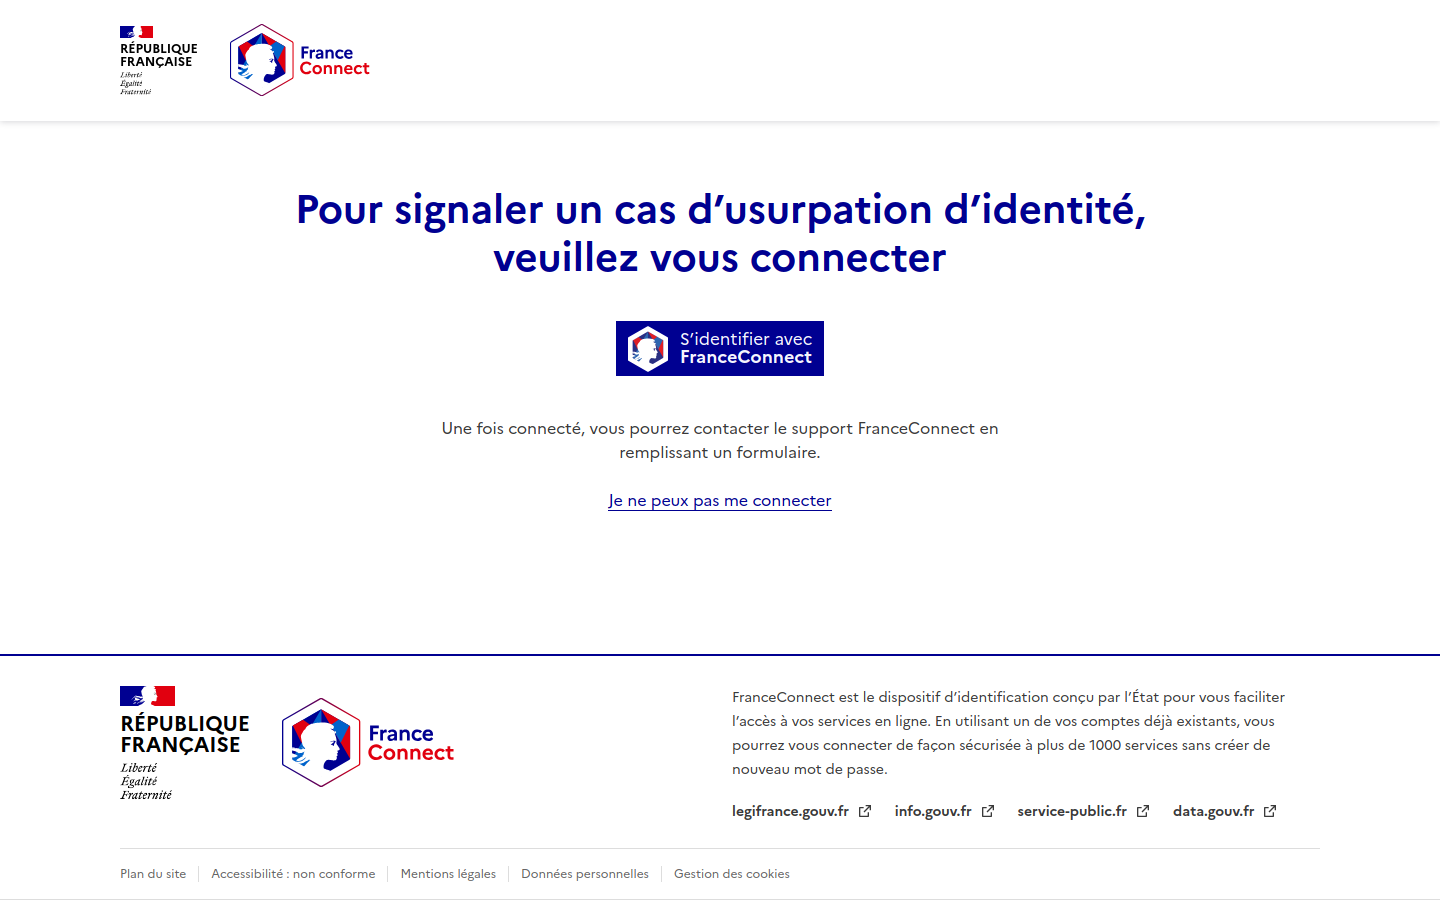 RÉPUBLIQUE
FRANÇAISE
Liberté
Égalité
Fraternité
France
Connect
Pour signaler un cas d’usurpation d’identité,
veuillez vous connecter
S’identifier avec
FranceConnect
Une fois connecté, vous pourrez contacter le support FranceConnect en
remplissant un formulaire.
Je ne peux pas me connecter
RÉPUBLIQUE
FRANÇAISE
Liberté
Égalité
Fraternité
France
Connect
FranceConnect est le dispositif d’identification conçu par l’État pour vous faciliter
l’accès à vos services en ligne. En utilisant un de vos comptes déjà existants, vous
pourrez vous connecter de façon sécurisée à plus de 1000 services sans créer de
nouveau mot de passe.
legifrance.gouv.fr info.gouv.fr service-public.fr data.gouv.fr
Plan du site Accessibilité : non conforme Mentions légales Données personnelles Gestion des cookies